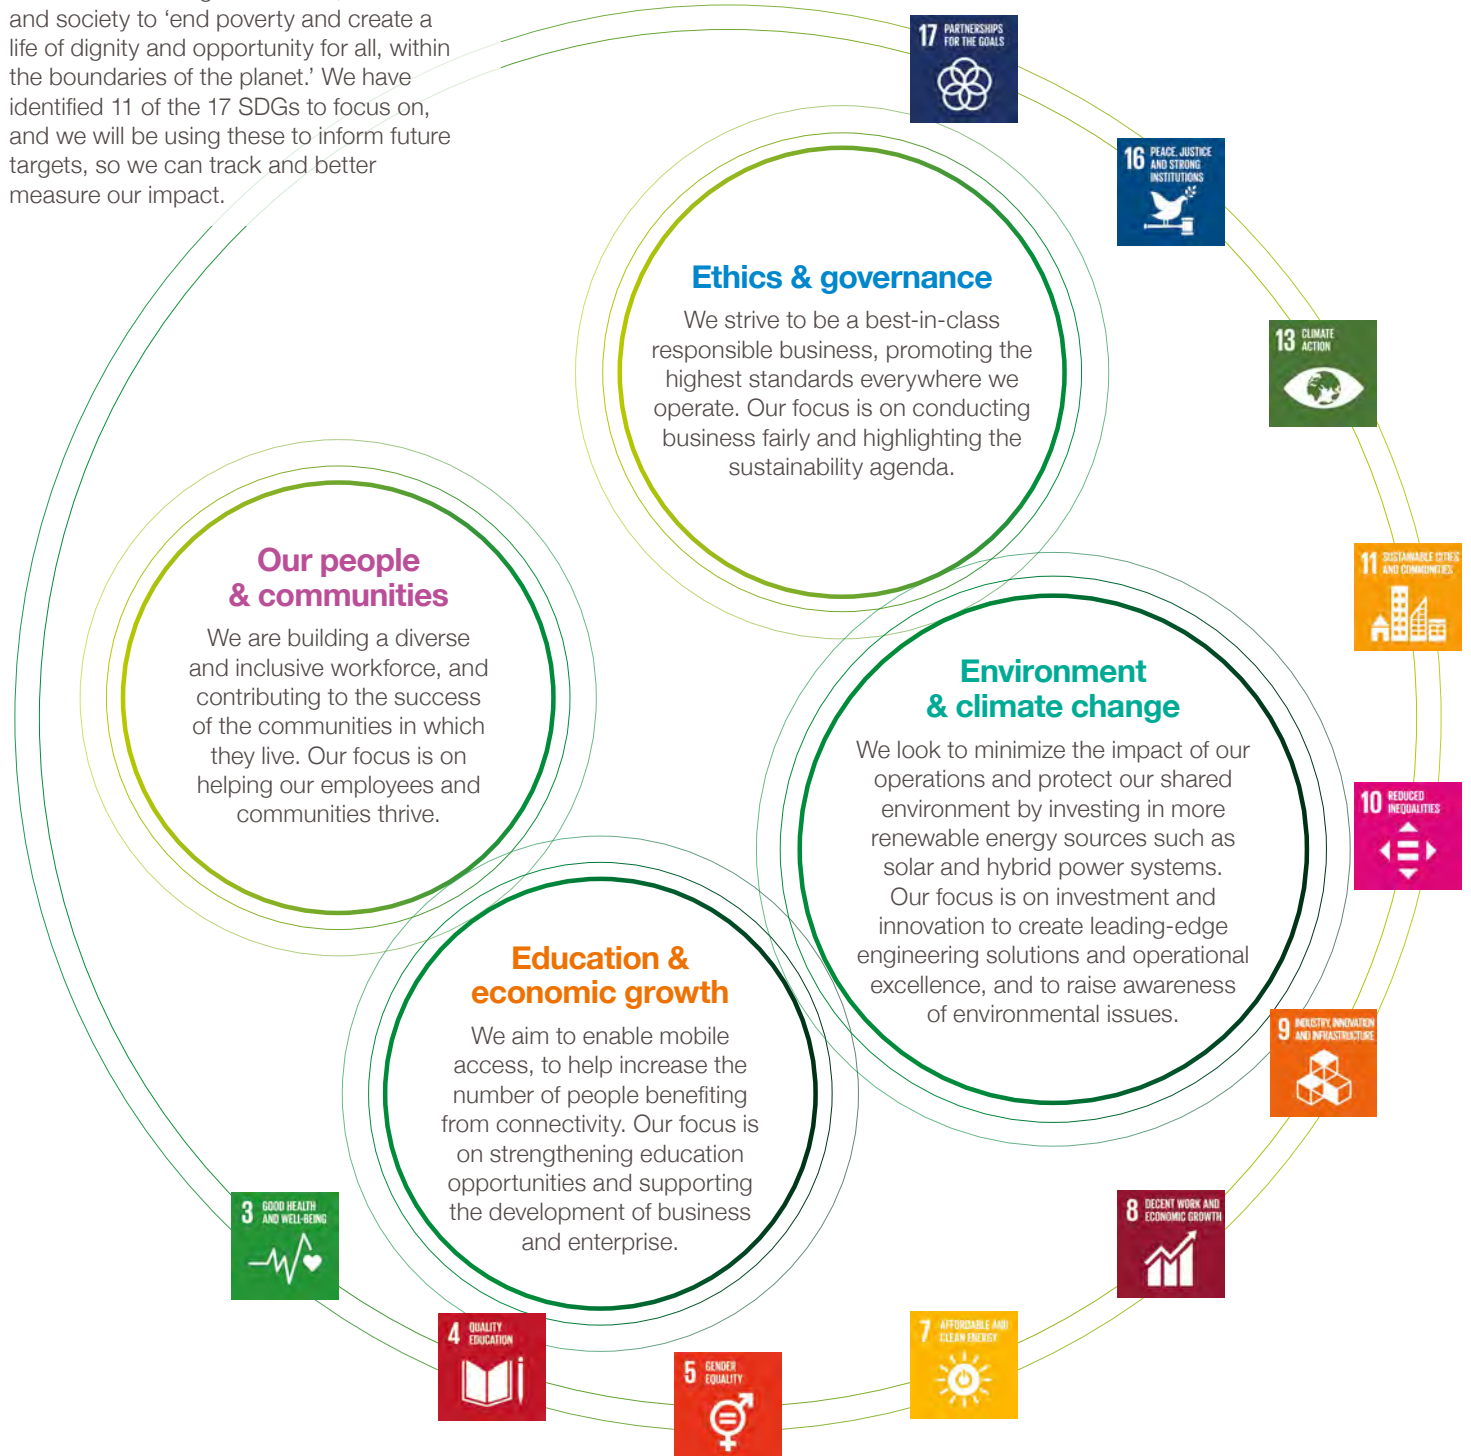 and society to ‘end poverty and create a
life of dignity and opportunity for all, within
the boundaries of the planet.’ We have
identified 11 of the 17 SDGs to focus on,
and we will be using these to inform future
targets, so we can track and better
measure our impact.
17 PARTNERSHIPS
FOR THE GOALS
16 PEACE, JUSTICE
AND STRONG
INSTITUTIONS
Ethics & governance
We strive to be a best-in-class
responsible business, promoting the
highest standards everywhere we
operate. Our focus is on conducting
business fairly and highlighting the
sustainability agenda.
13 CLIMATE
ACTION
Our people
& communities
We are building a diverse
and inclusive workforce, and
contributing to the success
of the communities in which
they live. Our focus is on
helping our employees and
communities thrive.
11 SUSTAINABLE CITIES
AND COMMUNITIES
Environment
& climate change
We look to minimize the impact of our
operations and protect our shared
environment by investing in more
renewable energy sources such as
solar and hybrid power systems.
Our focus is on investment and
innovation to create leading-edge
engineering solutions and operational
excellence, and to raise awareness
of environmental issues.
10 REDUCED
INEQUALITIES
Education &
economic growth
We aim to enable mobile
access, to help increase the
number of people benefiting
from connectivity. Our focus is
on strengthening education
opportunities and supporting
the development of business
and enterprise.
9 INDUSTRY, INNOVATION
AND INFRASTRUCTURE
3 GOOD HEALTH
AND WELL-BEING
8 DECENT WORK AND
ECONOMIC GROWTH
4 QUALITY
EDUCATION
5 GENDER
EQUALITY
7 AFFORDABLE AND
CLEAN ENERGY